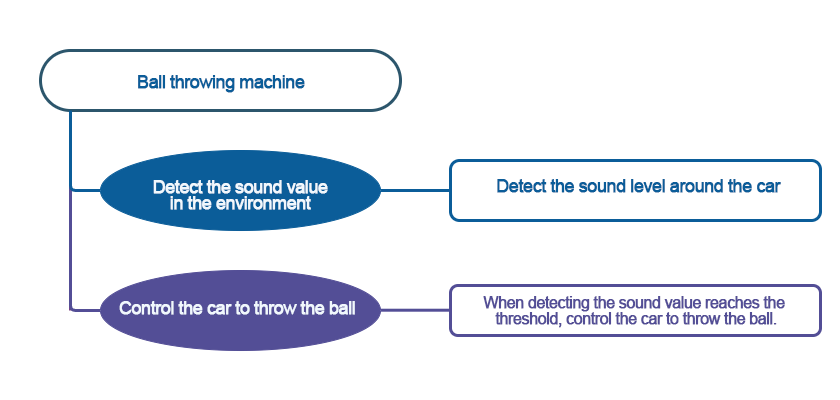 Ball throwing machine
Detect the sound value
in the environment
Detect the sound level around the car
Control the car to throw the ball
When detecting the sound value reaches the
threshold, control the car to throw the ball.